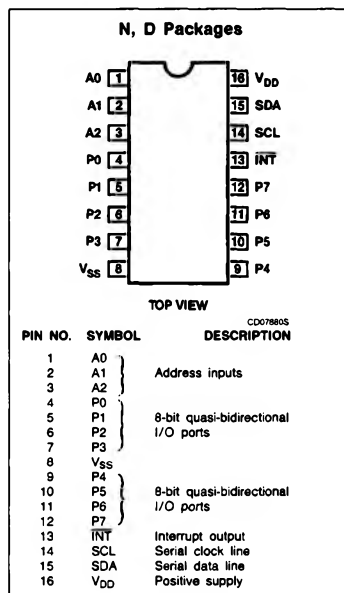 N, D Packages
A0 1 16 VDD
A1 2 15 SDA
A2 3 14 SCL
P0 4 13 INT
P1 5 12 P7
P2 6 11 P6
P3 7 10 P5
VSS 8 9 P4
TOP VIEW
CD07880S
PIN NO. SYMBOL DESCRIPTION
1 A0
2 A1 Address inputs
3 A2
4 P0
5 P1 8-bit quasi-bidirectional
6 P2 I/O ports
7 P3
8 VSS
9 P4
10 P5 8-bit quasi-bidirectional
11 P6 I/O ports
12 P7
13 INT Interrupt output
14 SCL Serial clock line
15 SDA Serial data line
16 VDD Positive supply